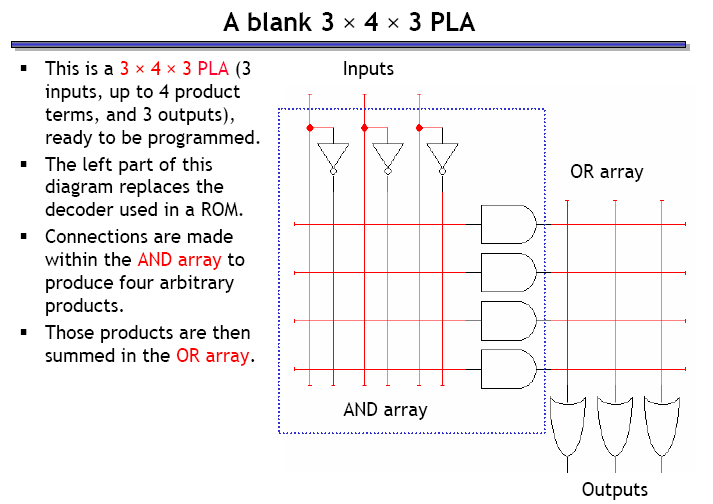 A blank 3 × 4 × 3 PLA
▪ This is a 3 × 4 × 3 PLA (3
inputs, up to 4 product
terms, and 3 outputs),
ready to be programmed.
▪ The left part of this
diagram replaces the
decoder used in a ROM.
▪ Connections are made
within the AND array to
produce four arbitrary
products.
▪ Those products are then
summed in the OR array.
Inputs
OR array
AND array
Outputs